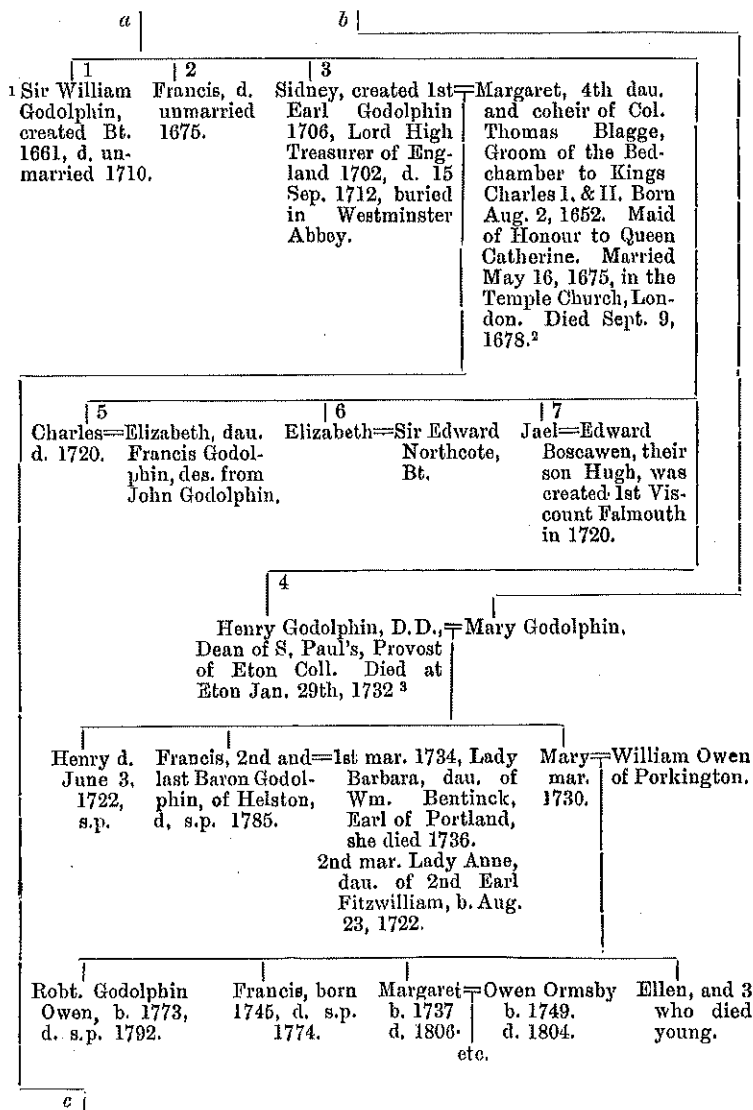 a
b
1
2
3
1 Sir William
Godolphin,
created Bt.
1661, d. un-
married 1710.
Francis, d.
unmarried
1675.
Sidney, created 1st
Earl Godolphin
1706, Lord High
Treasurer of Eng-
land 1702, d. 15
Sep. 1712, buried
in Westminster
Abbey.
Margaret, 4th dau.
and coheir of Col.
Thomas Blagge,
Groom of the Bed-
chamber to Kings
Charles I. & II. Born
Aug. 2, 1652. Maid
of Honour to Queen
Catherine. Married
May 16, 1675, in the
Temple Church, Lon-
don. Died Sept. 9,
1678.2
5
6
7
Charles=Elizabeth, dau.
d. 1720. Francis Godol-
phin, des. from
John Godolphin.
Elizabeth=Sir Edward
Northcote,
Bt.
Jael=Edward
Boscawen, their
son Hugh, was
created 1st Vis-
count Falmouth
in 1720.
4
Henry Godolphin, D.D.,=Mary Godolphin.
Dean of S. Paul's, Provost
of Eton Coll. Died at
Eton Jan. 29th, 1732 3
Henry d.
June 3,
1722,
s.p.
Francis, 2nd and
last Baron Godol-
phin, of Helston,
d. s.p. 1785.
=1st mar. 1734, Lady
Barbara, dau. of
Wm. Bentinck,
Earl of Portland,
she died 1736.
2nd mar. Lady Anne,
dau. of 2nd Earl
Fitzwilliam, b. Aug.
23, 1722.
Mary=William Owen
mar. of Porkington.
1730.
Robt. Godolphin
Owen, b. 1773,
d. s.p. 1792.
Francis, born
1745, d. s.p.
1774.
Margaret=Owen Ormsby
b. 1737 b. 1749.
d. 1806. d. 1804.
etc.
Ellen, and 3
who died
young.
c